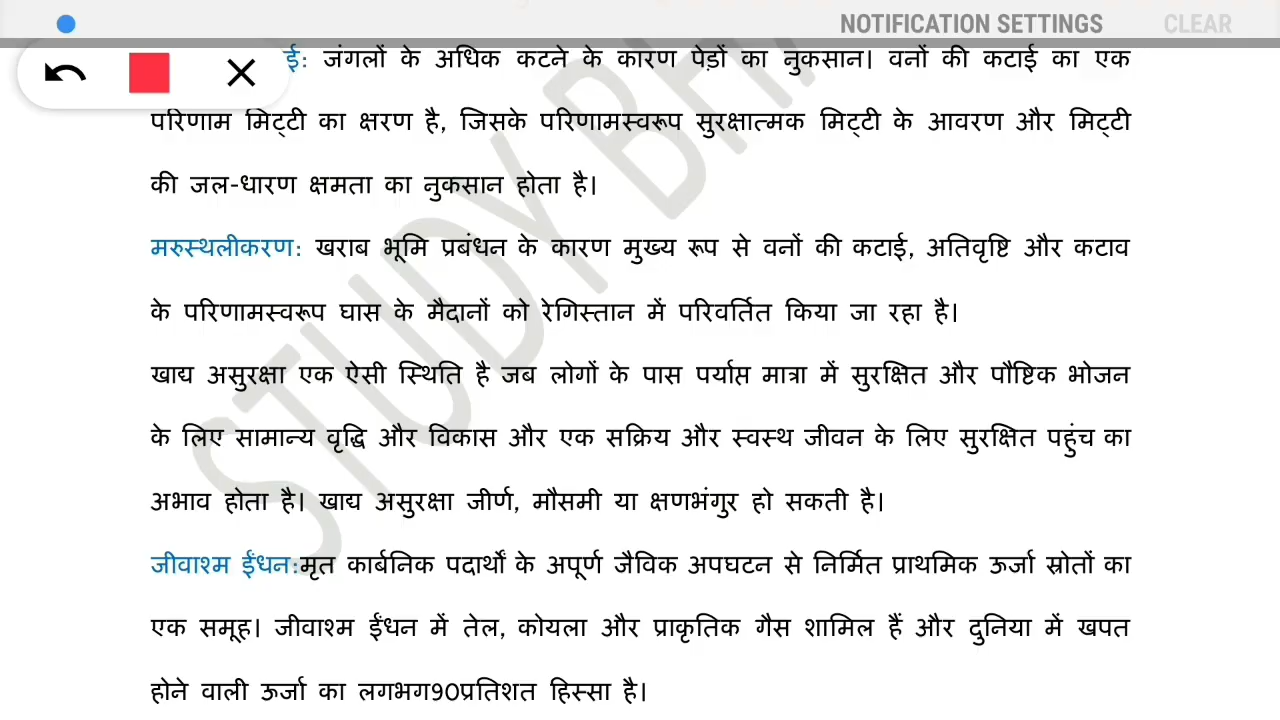 NOTIFICATION SETTINGS CLEAR
ई: जंगलों के अधिक कटने के कारण पेड़ों का नुकसान। वनों की कटाई का एक
परिणाम मिट्टी का क्षरण है, जिसके परिणामस्वरूप सुरक्षात्मक मिट्टी के आवरण और मिट्टी
की जल-धारण क्षमता का नुकसान होता है।
मरुस्थलीकरण: खराब भूमि प्रबंधन के कारण मुख्य रूप से वनों की कटाई, अतिवृष्टि और कटाव
के परिणामस्वरूप घास के मैदानों को रेगिस्तान में परिवर्तित किया जा रहा है।
खाद्य असुरक्षा एक ऐसी स्थिति है जब लोगों के पास पर्याप्त मात्रा में सुरक्षित और पौष्टिक भोजन
के लिए सामान्य वृद्धि और विकास और एक सक्रिय और स्वस्थ जीवन के लिए सुरक्षित पहुंच का
अभाव होता है। खाद्य असुरक्षा जीर्ण, मौसमी या क्षणभंगुर हो सकती है।
जीवाश्म ईंधन:मृत कार्बनिक पदार्थों के अपूर्ण जैविक अपघटन से निर्मित प्राथमिक ऊर्जा स्रोतों का
एक समूह। जीवाश्म ईंधन में तेल, कोयला और प्राकृतिक गैस शामिल हैं और दुनिया में खपत
होने वाली ऊर्जा का लगभग90प्रतिशत हिस्सा है।
STUDY